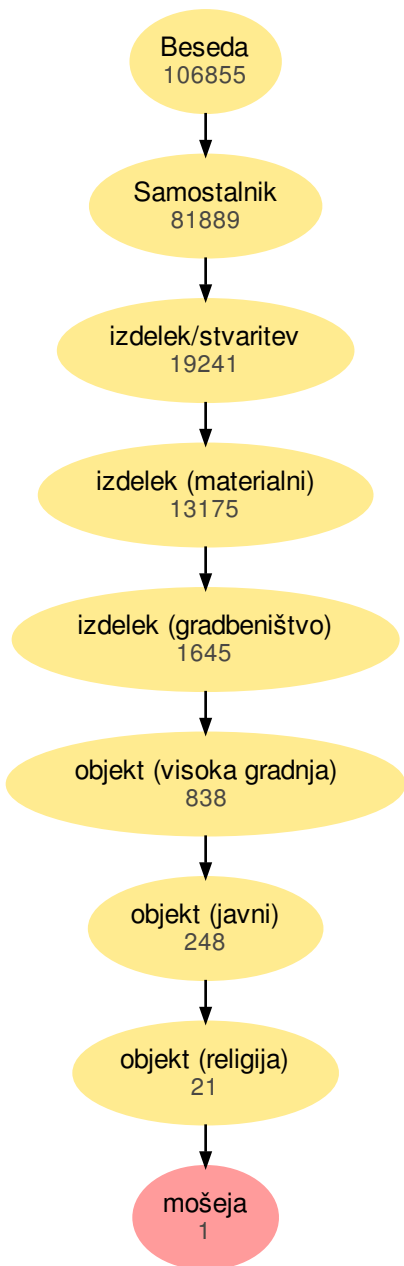 Beseda
106855
Samostalnik
81889
izdelek/stvaritev
19241
izdelek (materialni)
13175
izdelek (gradbeništvo)
1645
objekt (visoka gradnja)
838
objekt (javni)
248
objekt (religija)
21
mošeja
1